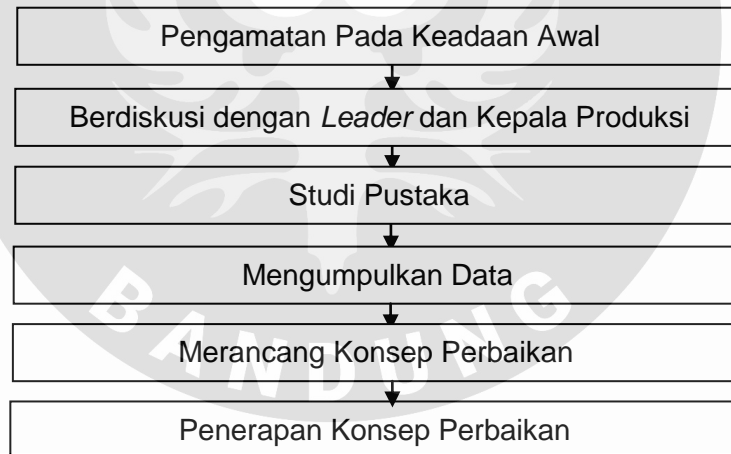 Pengamatan Pada Keadaan Awal
Berdiskusi dengan Leader dan Kepala Produksi
Studi Pustaka
Mengumpulkan Data
BANDUNG
Merancang Konsep Perbaikan
Penerapan Konsep Perbaikan